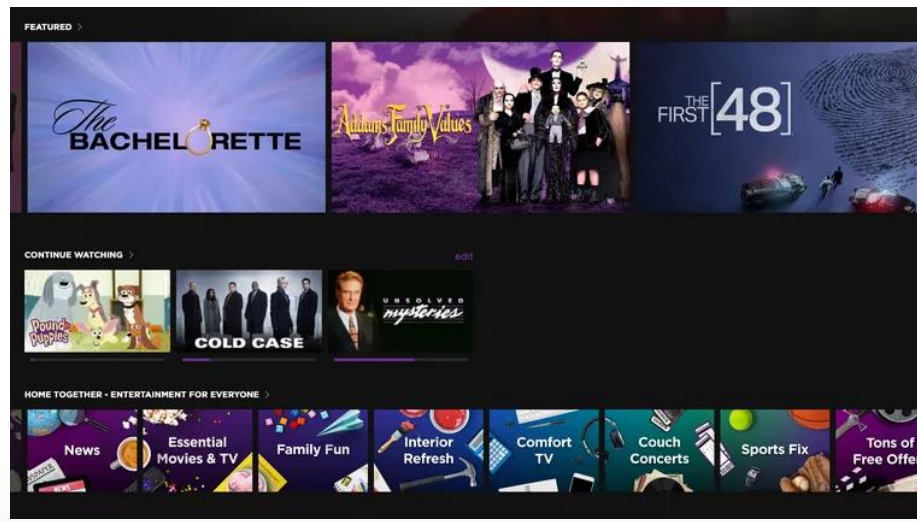 FEATURED >
The
BACHELORETTE
Addams Family Values
THE
FIRST [48]
CONTINUE WATCHING >
edit
Pound
Puppies
COLD CASE
UNSOLVED
mysteries
HOME TOGETHER - ENTERTAINMENT FOR EVERYONE >
News
Essential
Movies & TV
Family Fun
Interior
Refresh
Comfort
TV
Couch
Concerts
Sports Fix
Tons of
Free Offe
NEWS